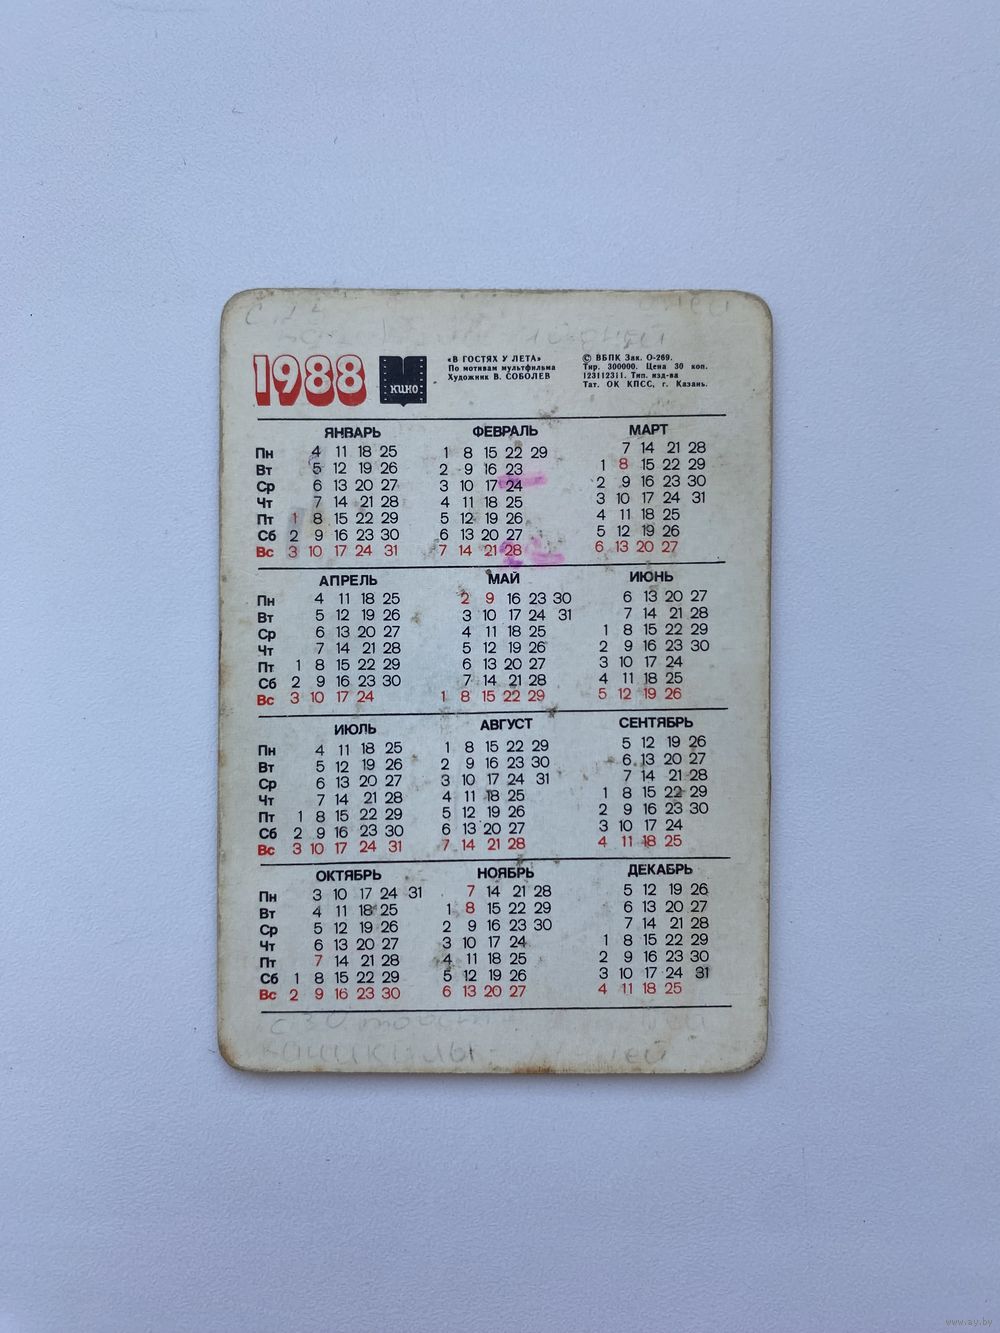 1988
КИНО
«В ГОСТЯХ У ЛЕТА»
По мотивам мультфильма
Художник В. СОБОЛЕВ
© ВБПК Зак. О-269.
Тир. 300000. Цена 30 коп.
123112311. Тип. изд-ва
Тат. ОК КПСС, г. Казань.
ЯНВАРЬ ФЕВРАЛЬ МАРТ
Пн 4 11 18 25 1 8 15 22 29 7 14 21 28
Вт 5 12 19 26 2 9 16 23 1 8 15 22 29
Ср 6 13 20 27 3 10 17 24 2 9 16 23 30
Чт 7 14 21 28 4 11 18 25 3 10 17 24 31
Пт 1 8 15 22 29 5 12 19 26 4 11 18 25
Сб 2 9 16 23 30 6 13 20 27 5 12 19 26
Вс 3 10 17 24 31 7 14 21 28 6 13 20 27
АПРЕЛЬ МАЙ ИЮНЬ
Пн 4 11 18 25 2 9 16 23 30 6 13 20 27
Вт 5 12 19 26 3 10 17 24 31 7 14 21 28
Ср 6 13 20 27 4 11 18 25 1 8 15 22 29
Чт 7 14 21 28 5 12 19 26 2 9 16 23 30
Пт 1 8 15 22 29 6 13 20 27 3 10 17 24
Сб 2 9 16 23 30 7 14 21 28 4 11 18 25
Вс 3 10 17 24 1 8 15 22 29 5 12 19 26
ИЮЛЬ АВГУСТ СЕНТЯБРЬ
Пн 4 11 18 25 1 8 15 22 29 5 12 19 26
Вт 5 12 19 26 2 9 16 23 30 6 13 20 27
Ср 6 13 20 27 3 10 17 24 31 7 14 21 28
Чт 7 14 21 28 4 11 18 25 1 8 15 22 29
Пт 1 8 15 22 29 5 12 19 26 2 9 16 23 30
Сб 2 9 16 23 30 6 13 20 27 3 10 17 24
Вс 3 10 17 24 31 7 14 21 28 4 11 18 25
ОКТЯБРЬ НОЯБРЬ ДЕКАБРЬ
Пн 3 10 17 24 31 7 14 21 28 5 12 19 26
Вт 4 11 18 25 1 8 15 22 29 6 13 20 27
Ср 5 12 19 26 2 9 16 23 30 7 14 21 28
Чт 6 13 20 27 3 10 17 24 1 8 15 22 29
Пт 7 14 21 28 4 11 18 25 2 9 16 23 30
Сб 1 8 15 22 29 5 12 19 26 3 10 17 24 31
Вс 2 9 16 23 30 6 13 20 27 4 11 18 25
www.ay.by